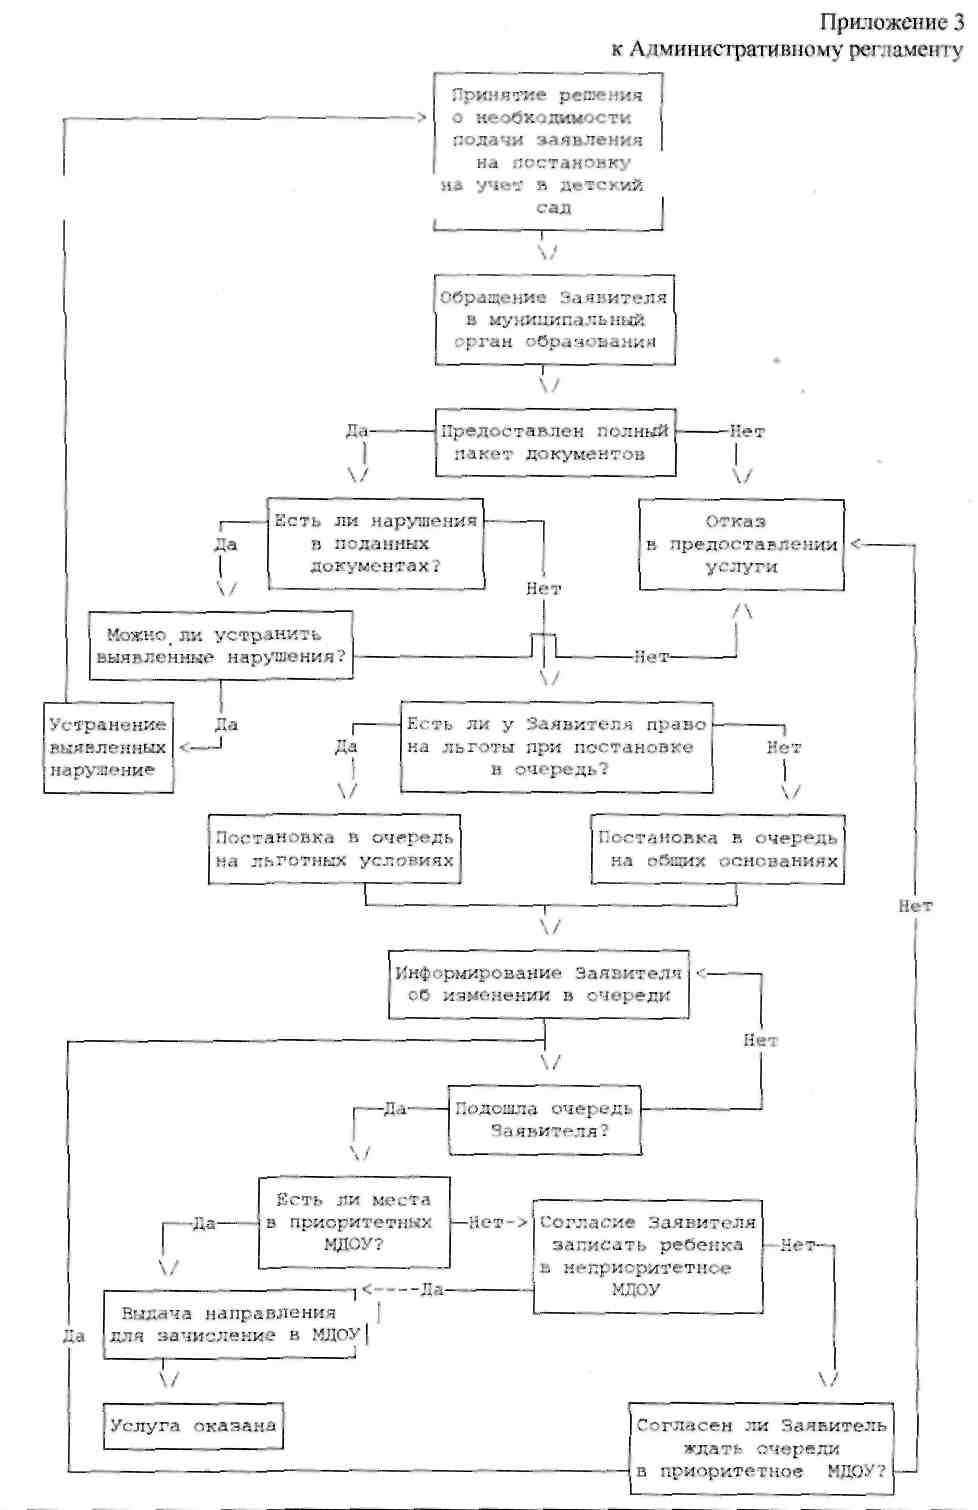 Приложение 3
к Административному регламенту
Принятие решения
о необходимости
подачи заявления
на постановку
на учет в детский
сад
Обращение Заявителя
в муниципальный
орган образования
Да
Предоставлен полный
пакет документов
Нет
Есть ли нарушения
в поданных
документах?
Да
Нет
Отказ
в предоставлении
услуги
Можно ли устранить
выявленные нарушения?
Нет
Да
Устранение
выявленных
нарушение
Есть ли у Заявителя право
на льготы при постановке
в очередь?
Да
Нет
Постановка в очередь
на льготных условиях
Постановка в очередь
на общих основаниях
Нет
Информирование Заявителя
об изменении в очереди
Нет
Да
Подошла очередь
Заявителя?
Есть ли места
в приоритетных
МДОУ?
Да
Нет
Согласие Заявителя
записать ребенка
в неприоритетное
МДОУ
Нет
Да
Выдача направления
для зачисление в МДОУ
Да
Услуга оказана
Согласен ли Заявитель
ждать очереди
в приоритетное МДОУ?